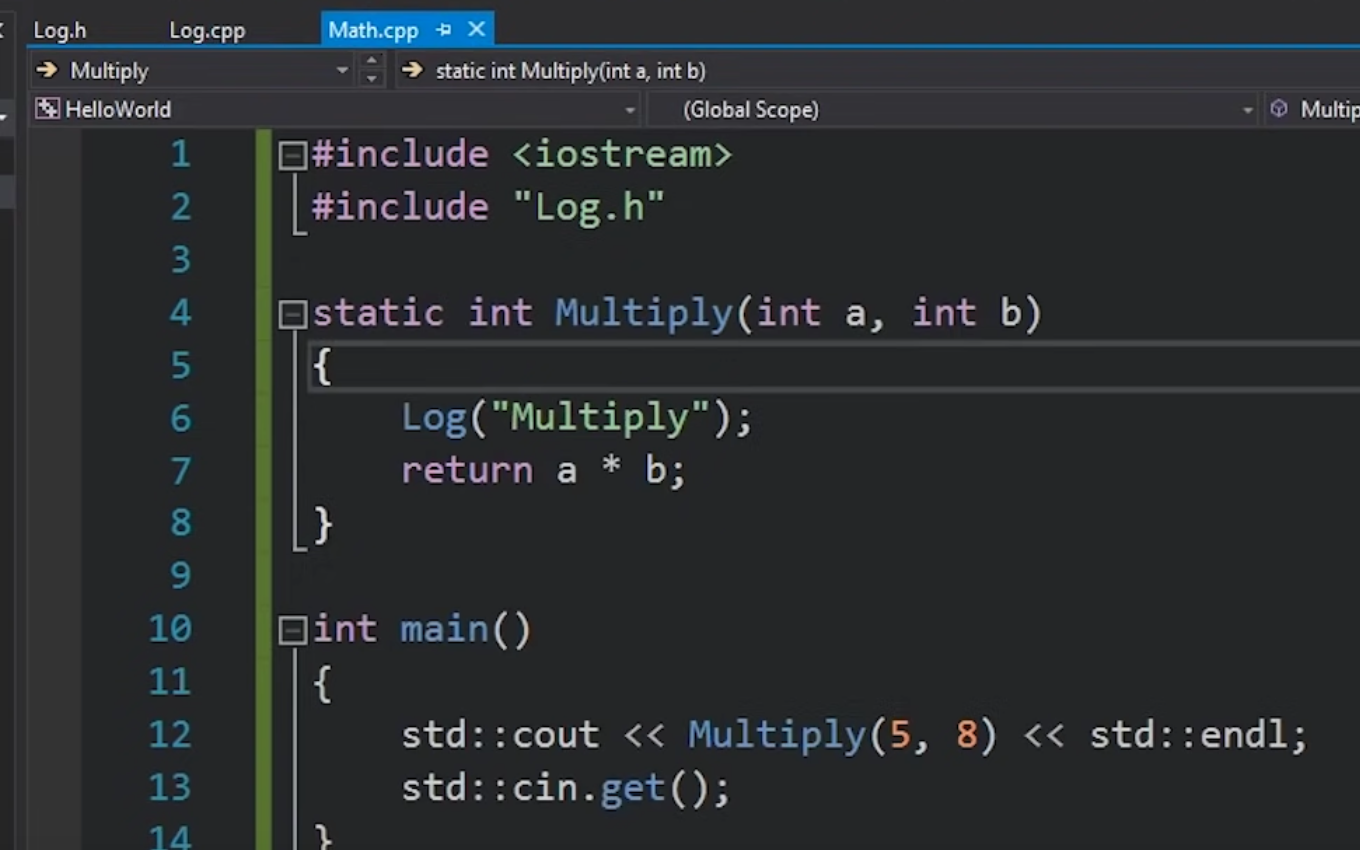 Log.h Log.cpp Math.cpp
Multiply static int Multiply(int a, int b)
HelloWorld (Global Scope)
1 #include <iostream>
2 #include "Log.h"
3
4 static int Multiply(int a, int b)
5 {
6 Log("Multiply");
7 return a * b;
8 }
9
10 int main()
11 {
12 std::cout << Multiply(5, 8) << std::endl;
13 std::cin.get();
14 }